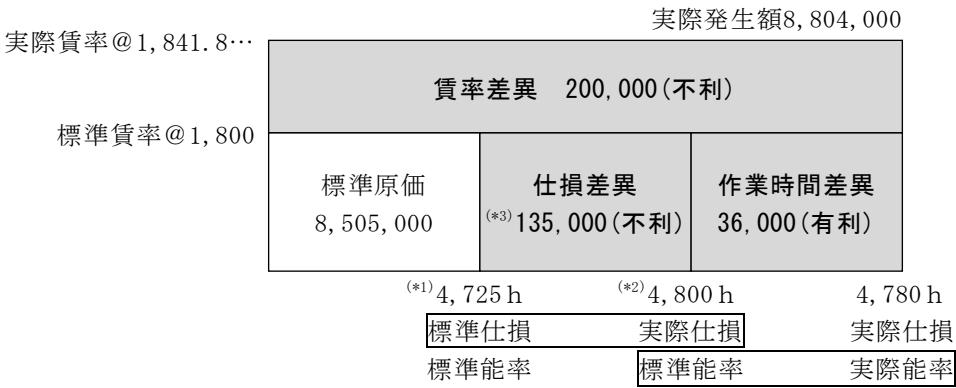 実際発生額8,804,000
実際賃率@1,841.8…
賃率差異 200,000(不利)
標準賃率@1,800
標準原価 仕損差異 作業時間差異
8,505,000 (*3)135,000(不利) 36,000(有利)
(*1)4,725h (*2)4,800h 4,780h
標準仕損 実際仕損 実際仕損
標準能率 標準能率 実際能率